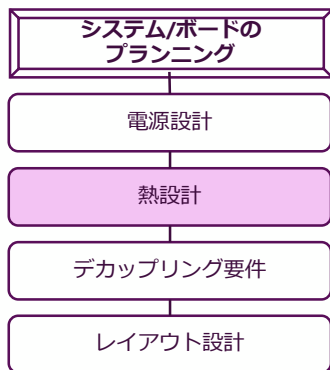 システム/ボードの
プランニング
電源設計
熱設計
デカップリング要件
レイアウト設計